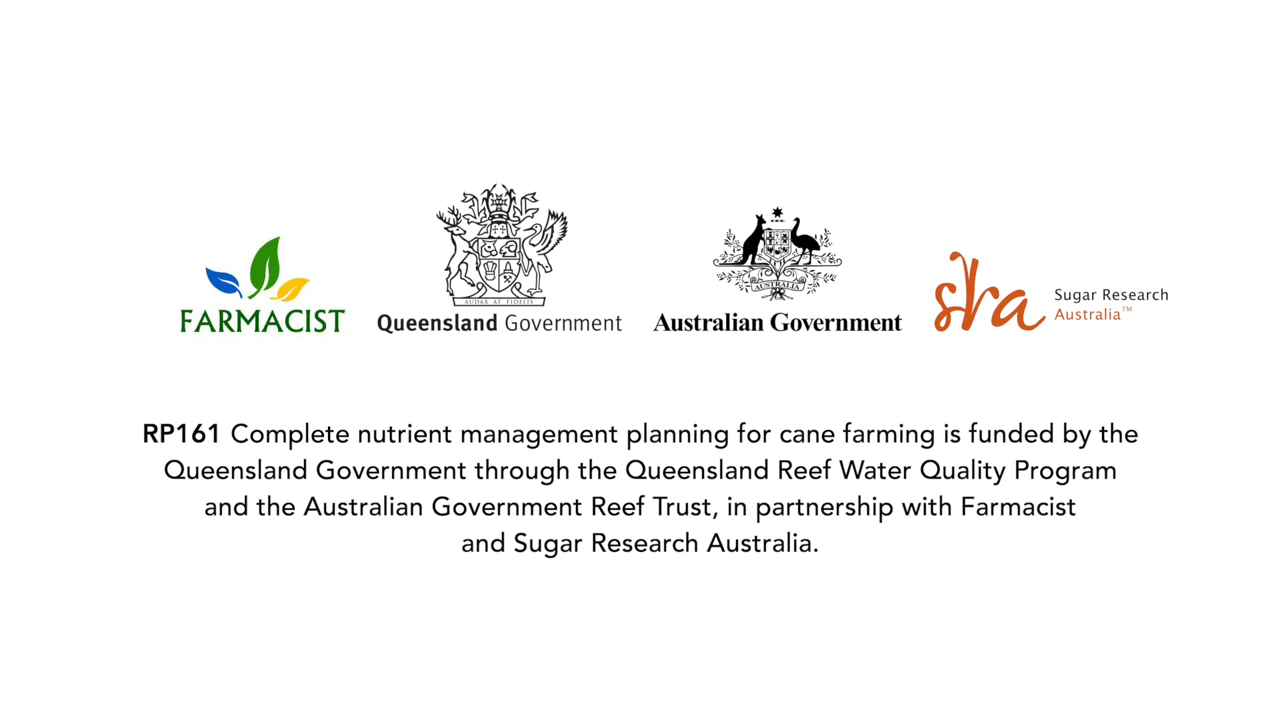 FARMACIST
AUDAX AT FIDELIS
Queensland Government
AUSTRALIA
Australian Government
sra
Sugar Research
Australia™
RP161 Complete nutrient management planning for cane farming is funded by the
Queensland Government through the Queensland Reef Water Quality Program
and the Australian Government Reef Trust, in partnership with Farmacist
and Sugar Research Australia.